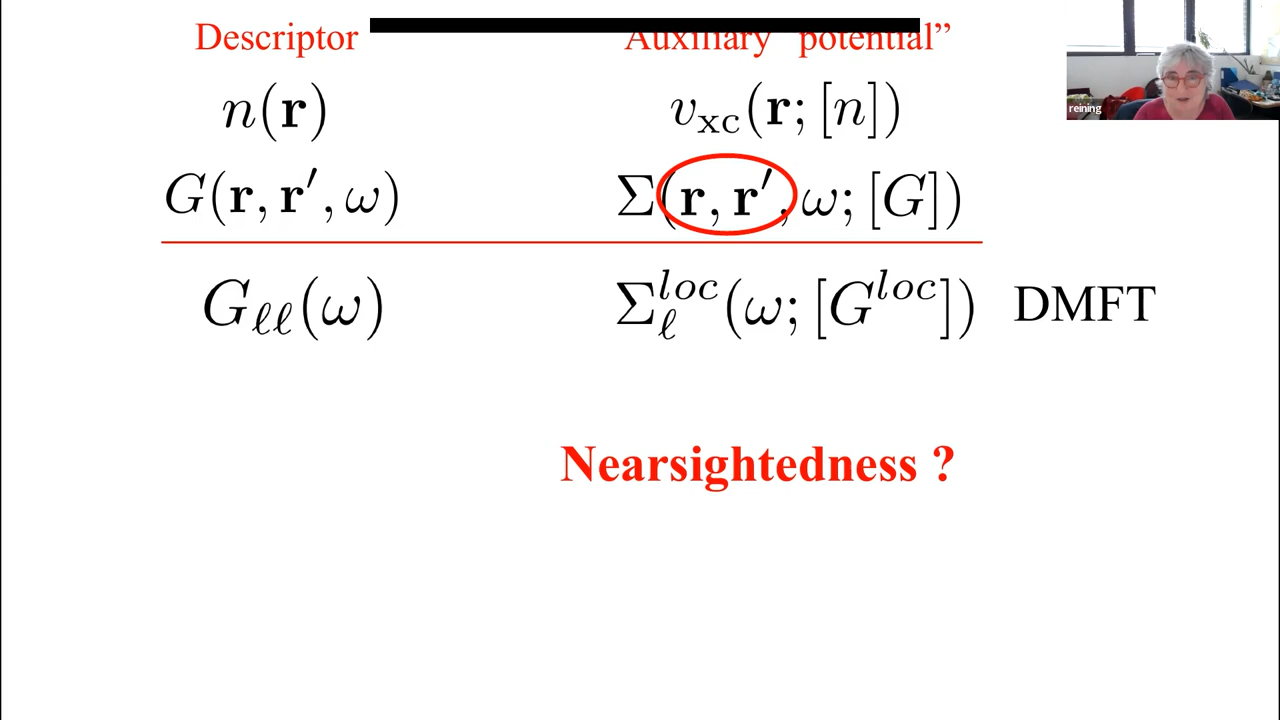 Descriptor Auxiliary "potential"
n(r) v_xc(r; [n])
reining
G(r, r′, ω) Σ(r, r′, ω; [G])
G_ℓℓ(ω) Σ_ℓ^loc(ω; [G^loc]) DMFT
Nearsightedness ?